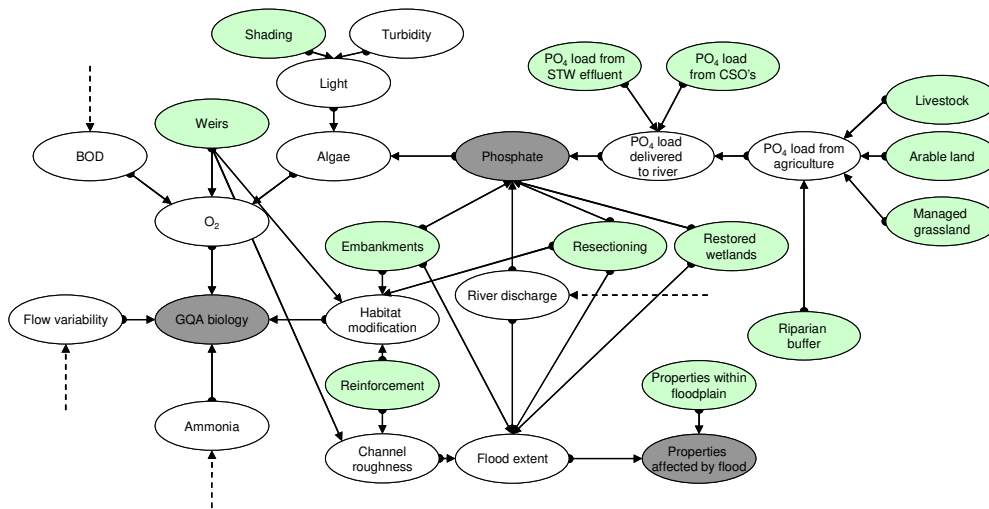 Shading
Turbidity
PO4 load from
STW effluent
PO4 load
from CSO's
Light
Livestock
Weirs
BOD
Algae
Phosphate
PO4 load
delivered
to river
PO4 load from
agriculture
Arable land
O2
Managed
grassland
Embankments
Resectioning
Restored
wetlands
River discharge
Flow variability
GQA biology
Habitat
modification
Riparian
buffer
Reinforcement
Properties within
floodplain
Ammonia
Channel
roughness
Flood extent
Properties
affected by flood